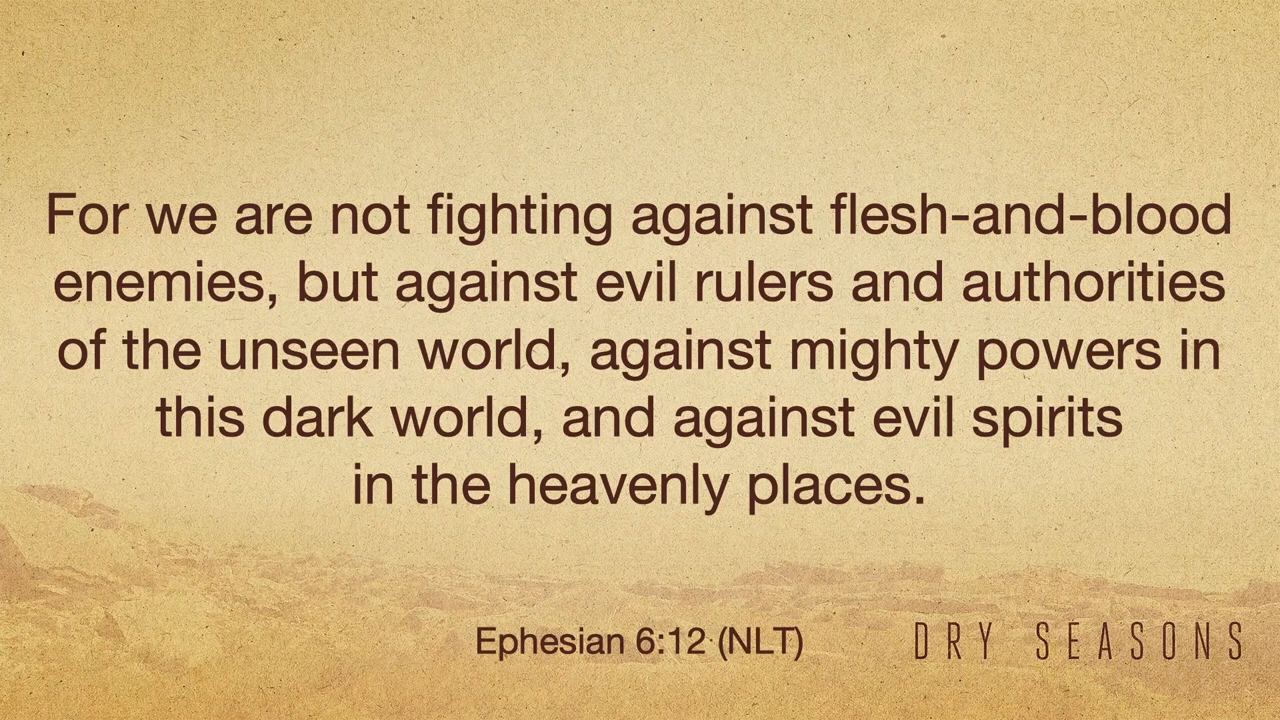 For we are not fighting against flesh-and-blood
enemies, but against evil rulers and authorities
of the unseen world, against mighty powers in
this dark world, and against evil spirits
in the heavenly places.
Ephesian 6:12 (NLT)
DRY SEASONS